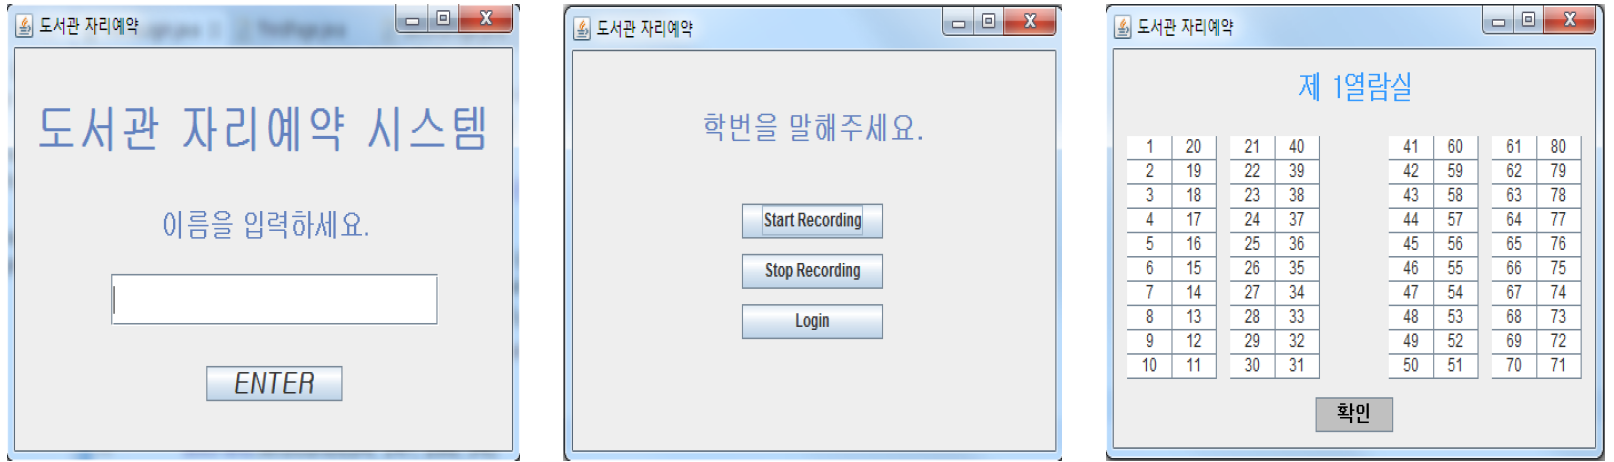 도서관 자리예약
도서관 자리예약 시스템
이름을 입력하세요.
ENTER
도서관 자리예약
학번을 말해주세요.
Start Recording
Stop Recording
Login
도서관 자리예약
제 1열람실
1 20 21 40 41 60 61 80
2 19 22 39 42 59 62 79
3 18 23 38 43 58 63 78
4 17 24 37 44 57 64 77
5 16 25 36 45 56 65 76
6 15 26 35 46 55 66 75
7 14 27 34 47 54 67 74
8 13 28 33 48 53 68 73
9 12 29 32 49 52 69 72
10 11 30 31 50 51 70 71
확인